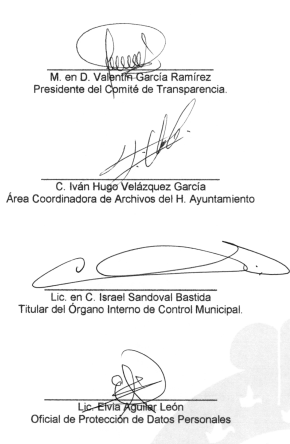 M. en D. Valentín García Ramírez
Presidente del Comité de Transparencia.
C. Iván Hugo Velázquez García
Área Coordinadora de Archivos del H. Ayuntamiento
Lic. en C. Israel Sandoval Bastida
Titular del Órgano Interno de Control Municipal.
Lic. Elvia Aguilar León
Oficial de Protección de Datos Personales